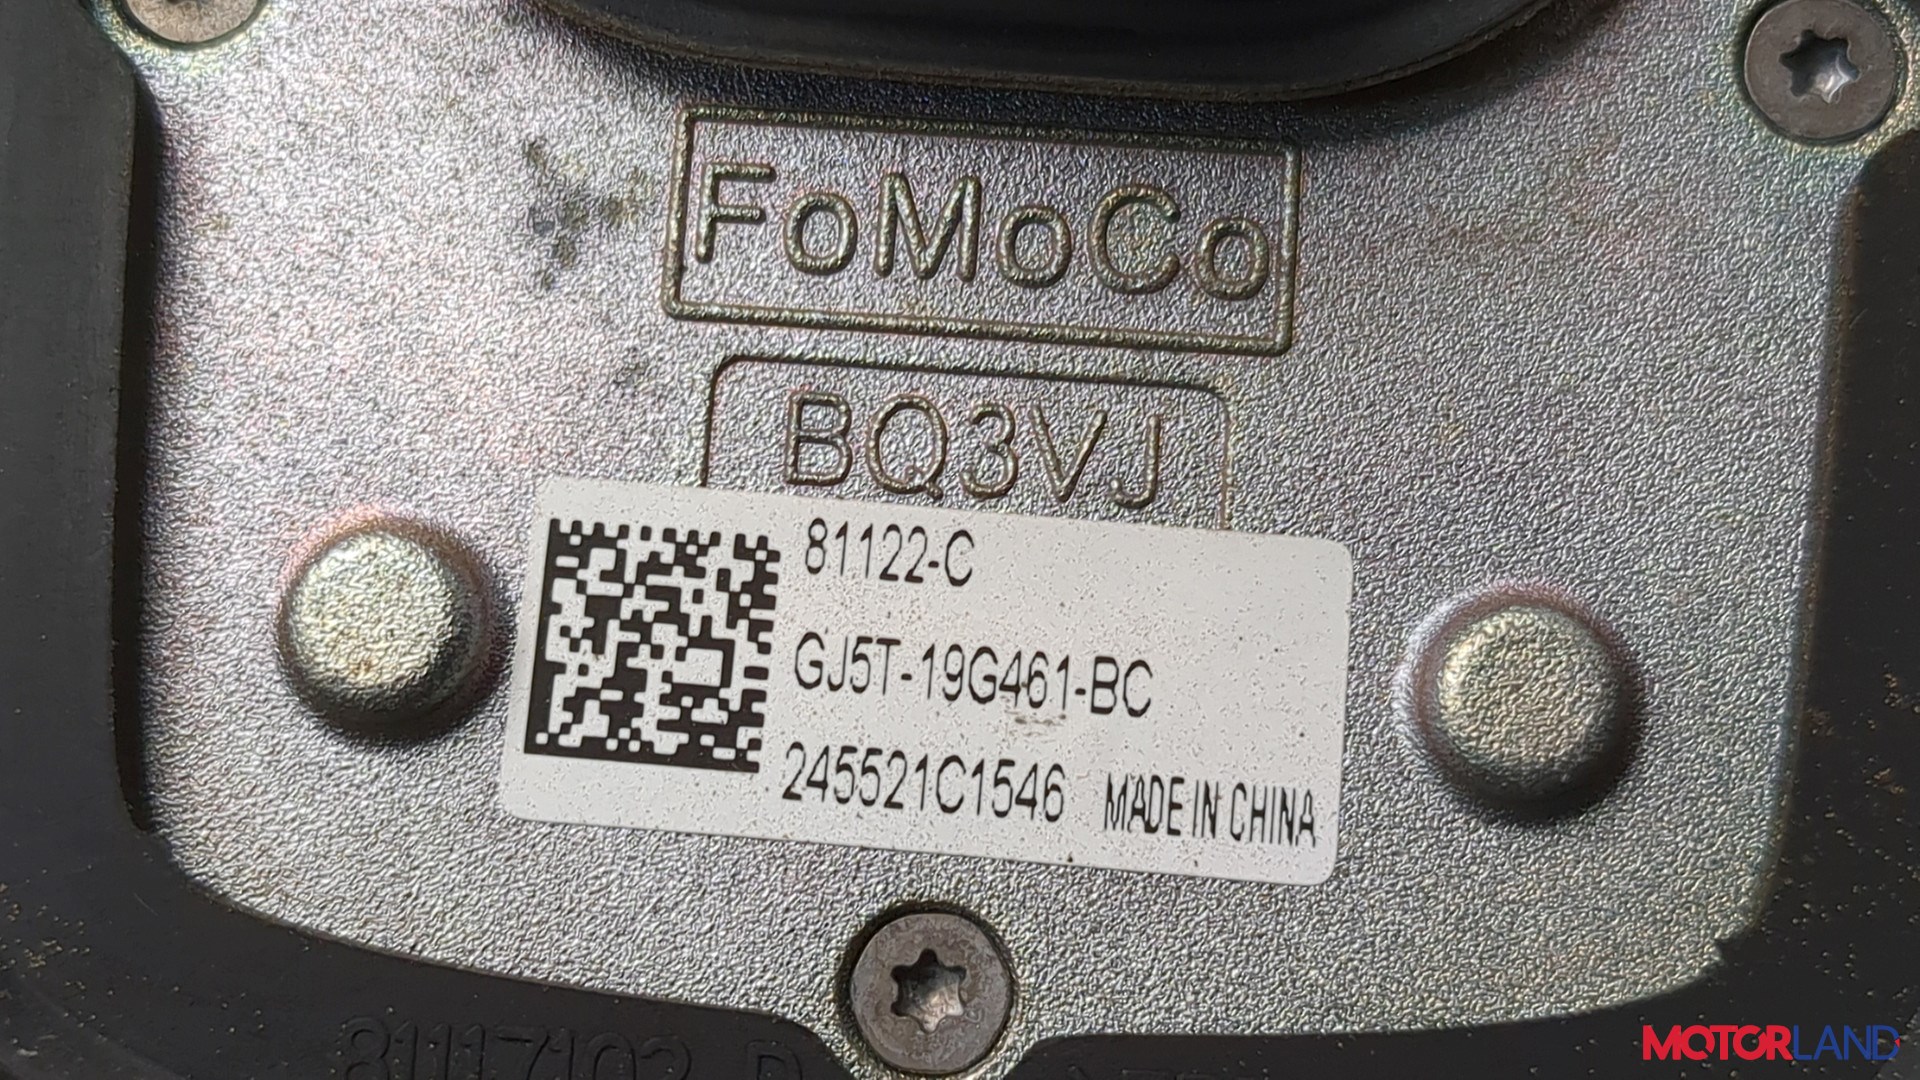 FoMoCo
BQ3VJ
81122-C
GJ5T-19G461-BC
245521C1546 MADE IN CHINA
MOTORLAND